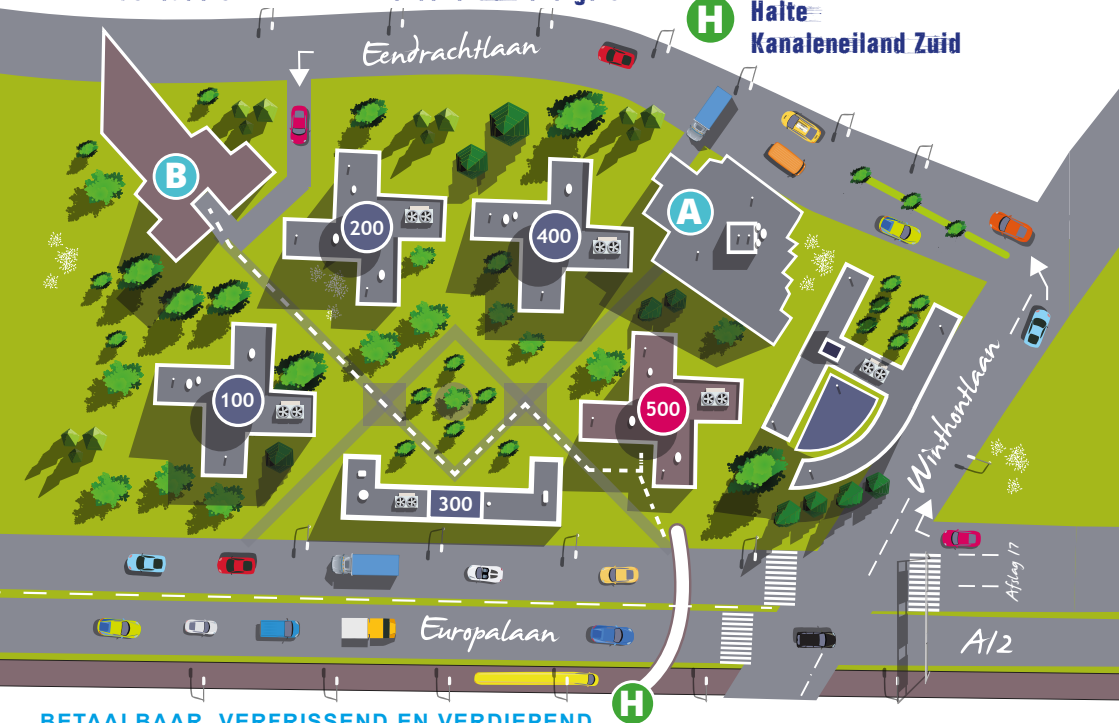 H
Halte
Kanaleneiland Zuid
Eendrachtlaan
B
A
200
400
100
500
300
Winthontlaan
Afslag 17
Europalaan
A12
H
BETAALBAAR, VERFRISSEND EN VERDIEPEND